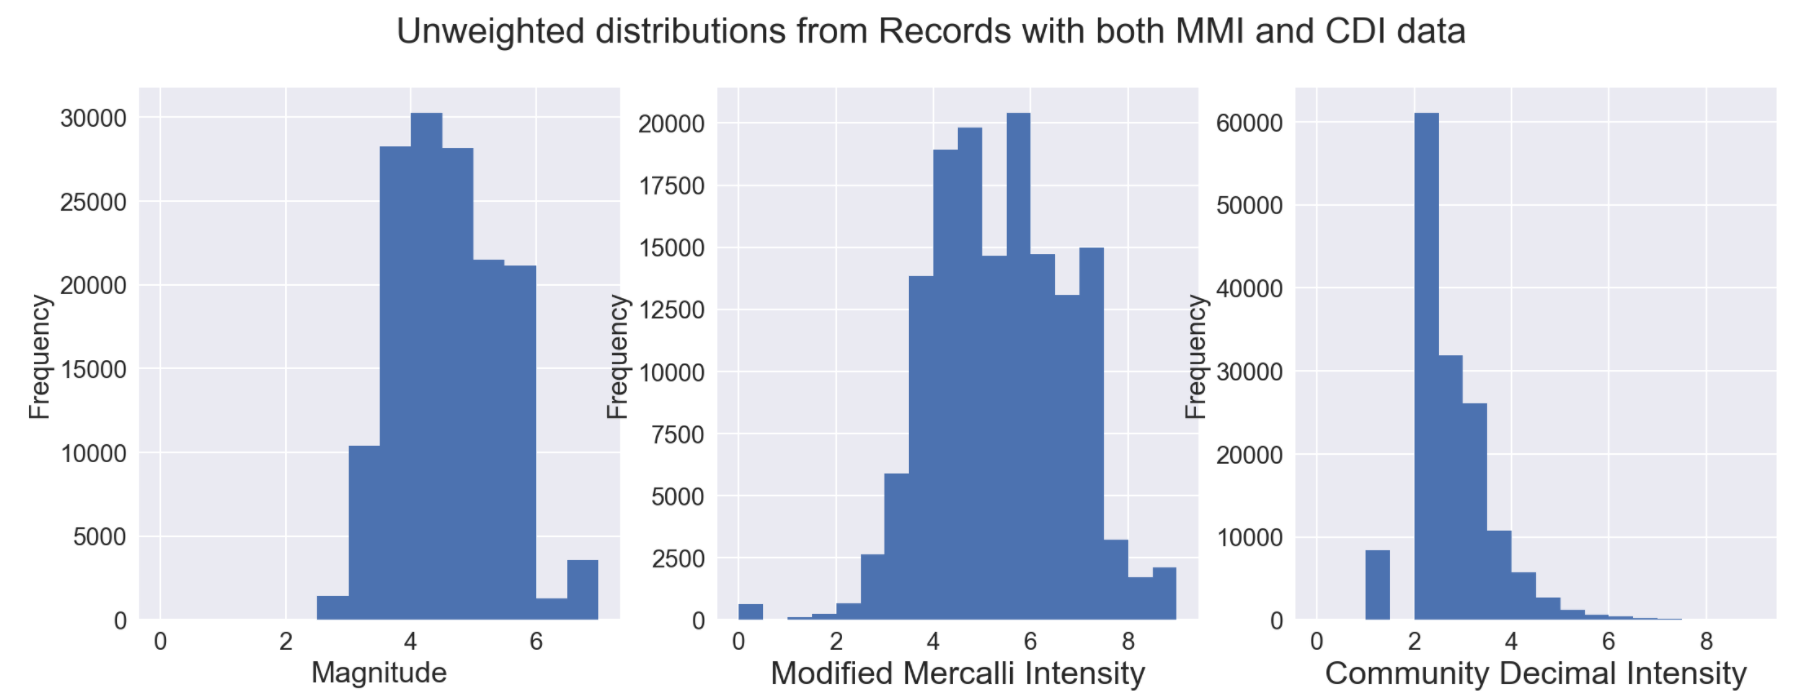 Unweighted distributions from Records with both MMI and CDI data
Frequency
30000
25000
20000
15000
10000
5000
0
0 2 4 6
Magnitude
Frequency
20000
17500
15000
12500
10000
7500
5000
2500
0
0 2 4 6 8
Modified Mercalli Intensity
Frequency
60000
50000
40000
30000
20000
10000
0
0 2 4 6 8
Community Decimal Intensity